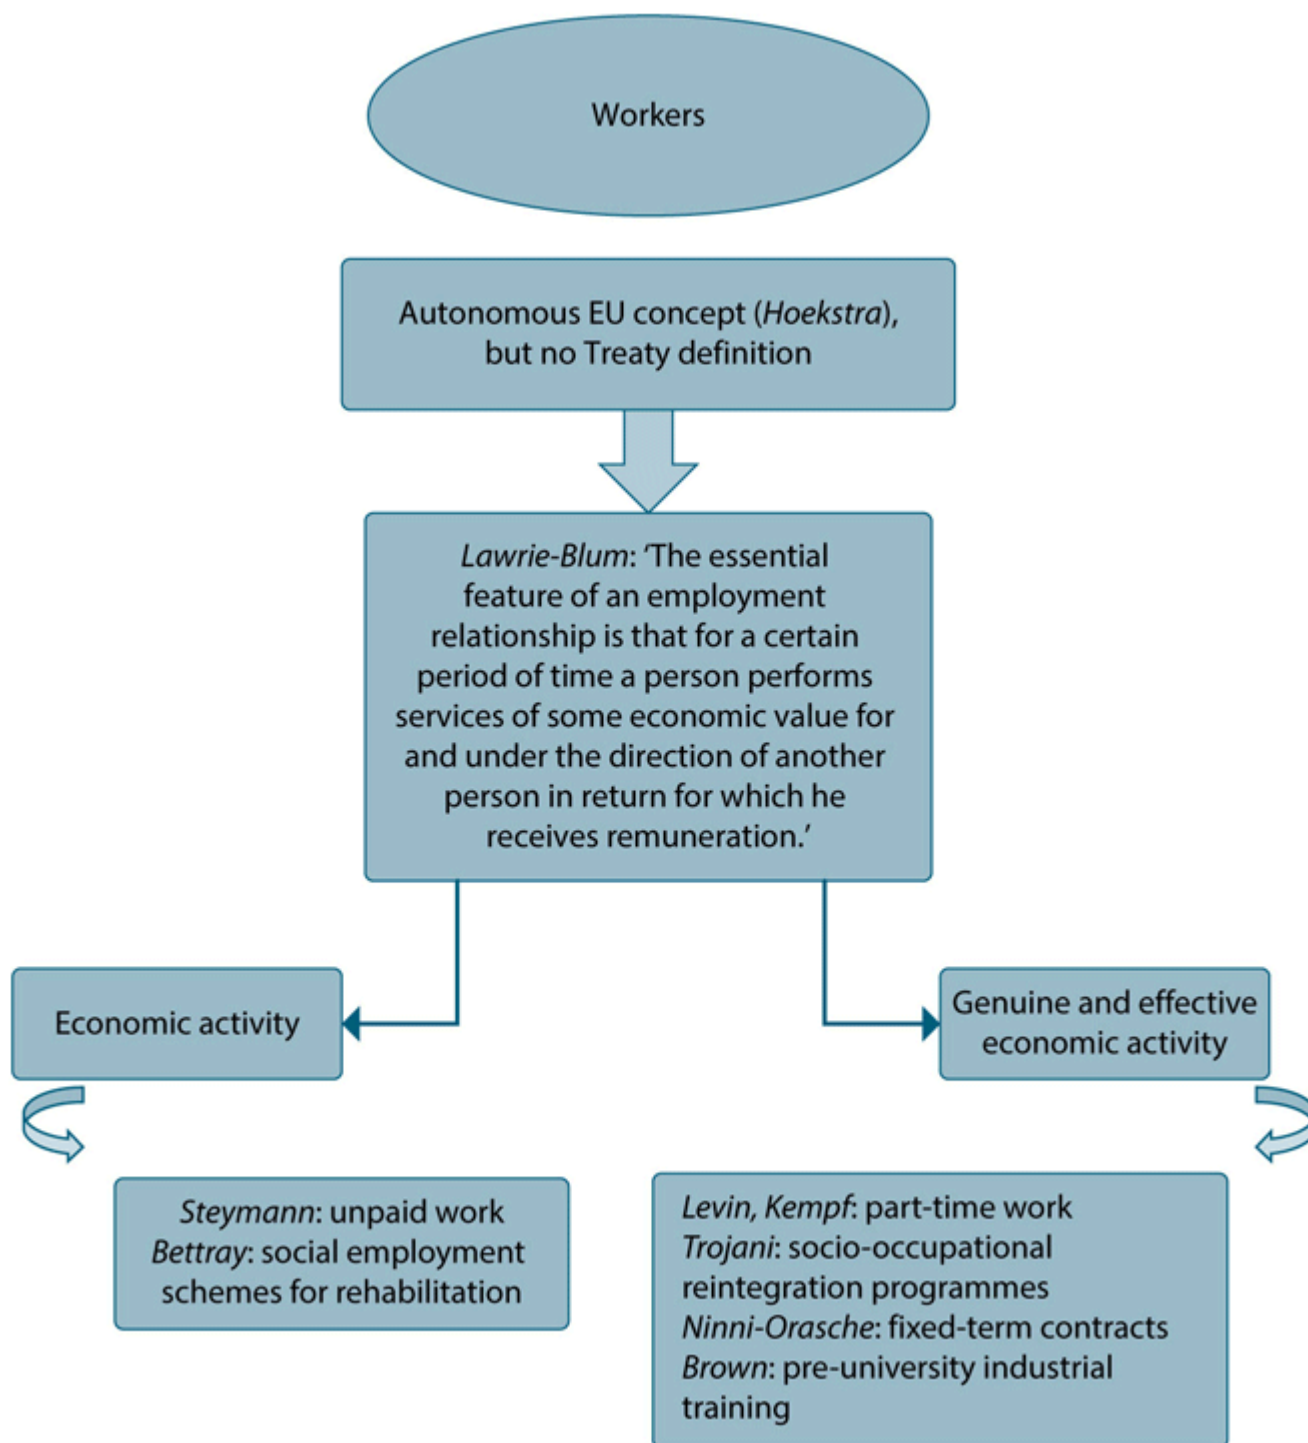 Workers
Autonomous EU concept (Hoekstra),
but no Treaty definition
Lawrie-Blum: ‘The essential
feature of an employment
relationship is that for a certain
period of time a person performs
services of some economic value for
and under the direction of another
person in return for which he
receives remuneration.’
Economic activity
Genuine and effective
economic activity
Steymann: unpaid work
Bettray: social employment
schemes for rehabilitation
Levin, Kempf: part-time work
Trojani: socio-occupational
reintegration programmes
Ninni-Orasche: fixed-term contracts
Brown: pre-university industrial
training